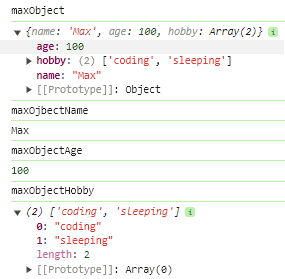 maxObject
▼ {name: 'Max', age: 100, hobby: Array(2)} i
age: 100
▶ hobby: (2) ['coding', 'sleeping']
name: "Max"
▶ [[Prototype]]: Object
maxOjbectName
Max
maxObjectAge
100
maxObjectHobby
▼ (2) ['coding', 'sleeping'] i
0: "coding"
1: "sleeping"
length: 2
▶ [[Prototype]]: Array(0)